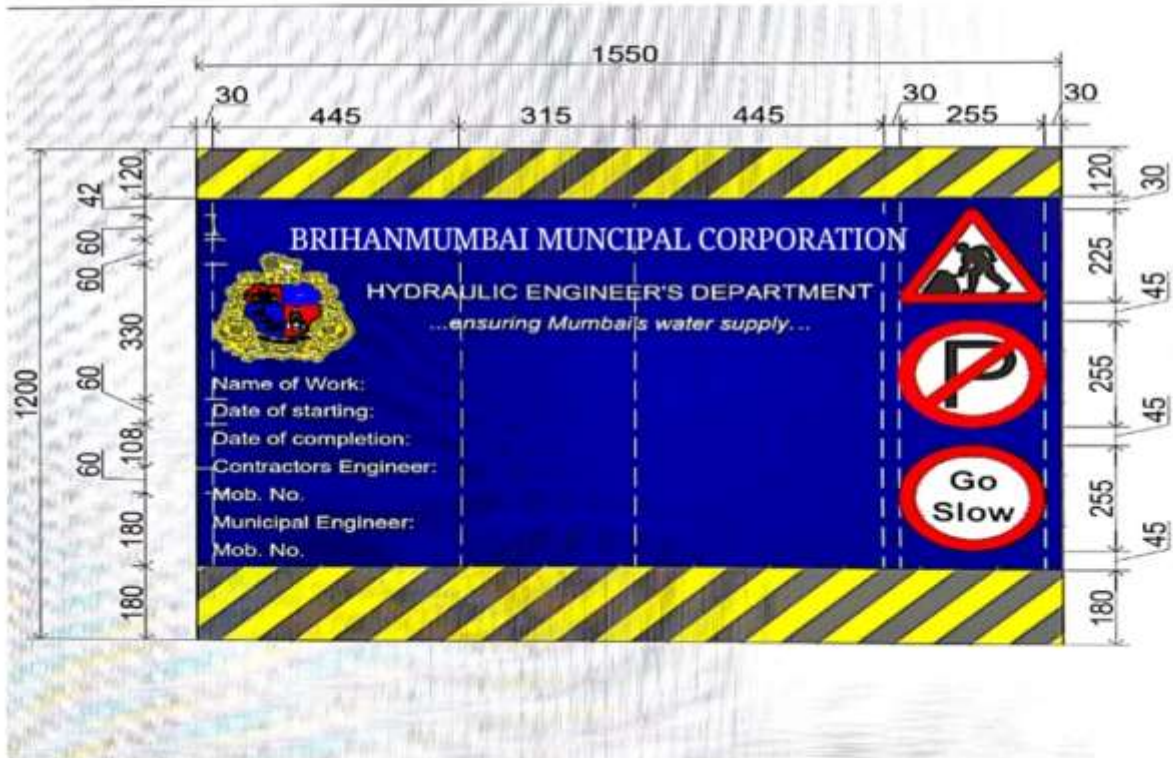 1550
30 445 315 445 30 255 30
1200
120
42
60
60
330
60
108
60
180
180
BRIHANMUMBAI MUNCIPAL CORPORATION
HYDRAULIC ENGINEER'S DEPARTMENT
...ensuring Mumbai's water supply...
Name of Work:
Date of starting:
Date of completion:
Contractors Engineer:
Mob. No.
Municipal Engineer:
Mob. No.
P
Go
Slow
120
30
225
45
255
45
255
45
180